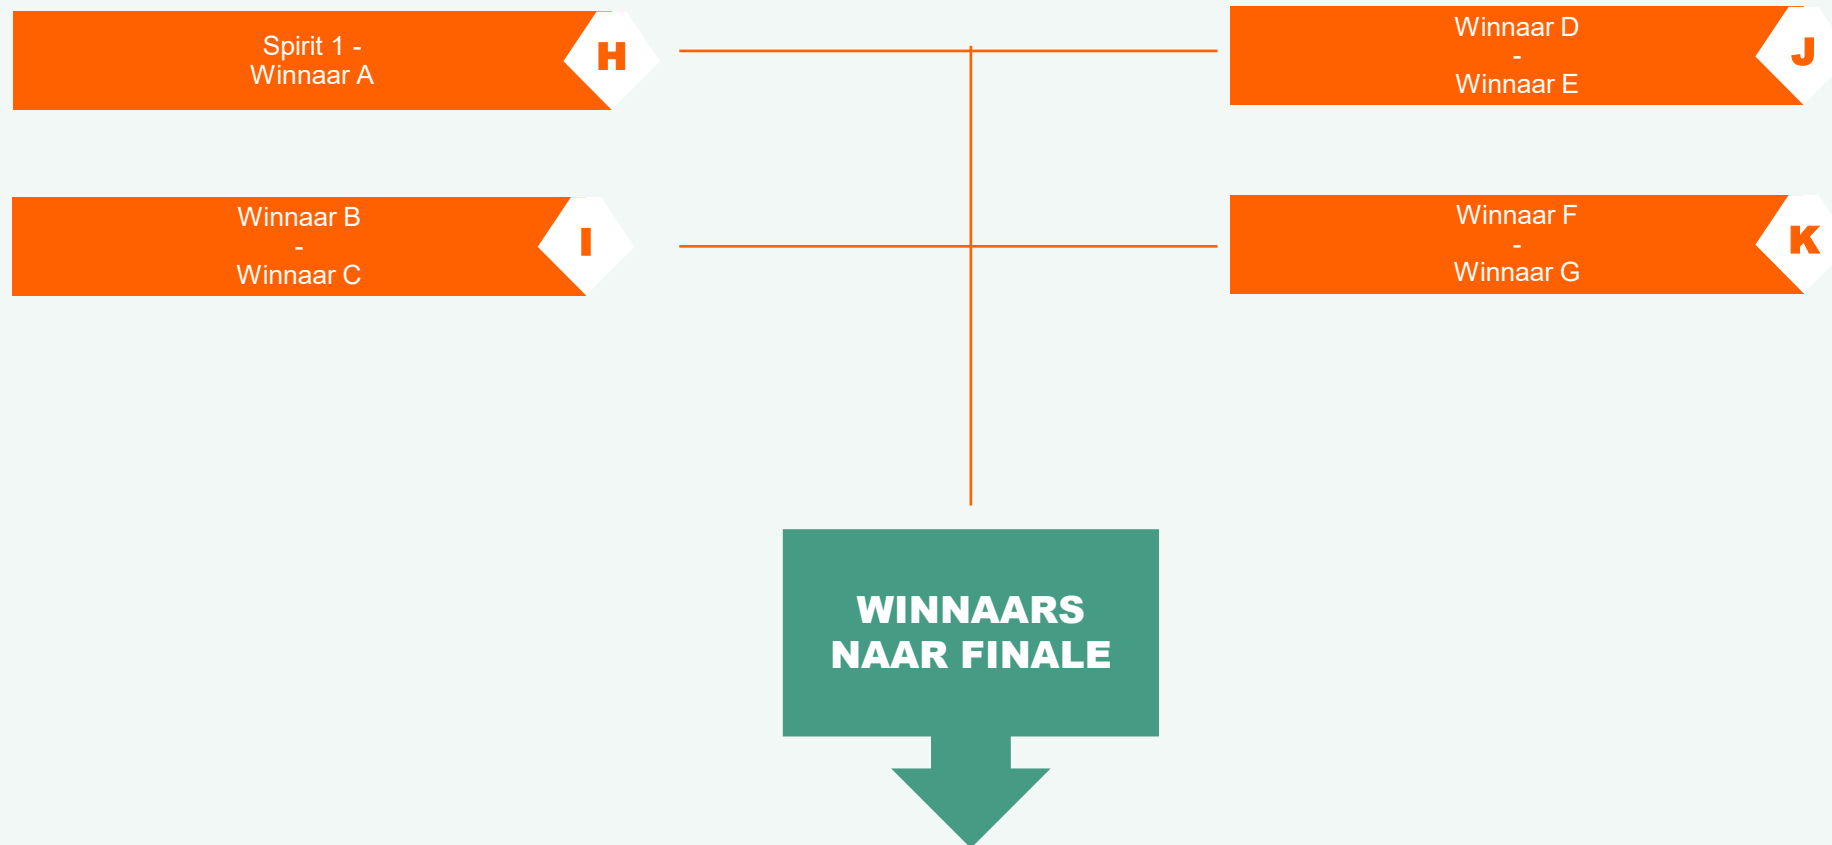 Spirit 1 -
Winnaar A
H
Winnaar D
-
Winnaar E
J
Winnaar B
-
Winnaar C
I
Winnaar F
-
Winnaar G
K
WINNAARS
NAAR FINALE